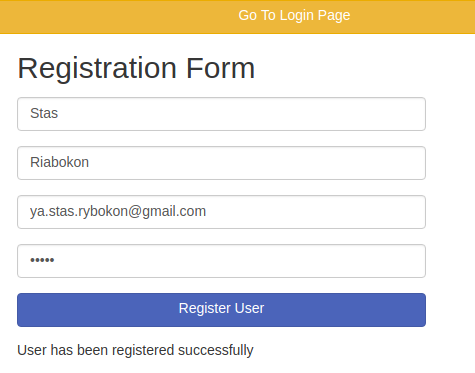 Go To Login Page
Registration Form
Stas
Riabokon
ya.stas.rybokon@gmail.com
•••••
Register User
User has been registered successfully